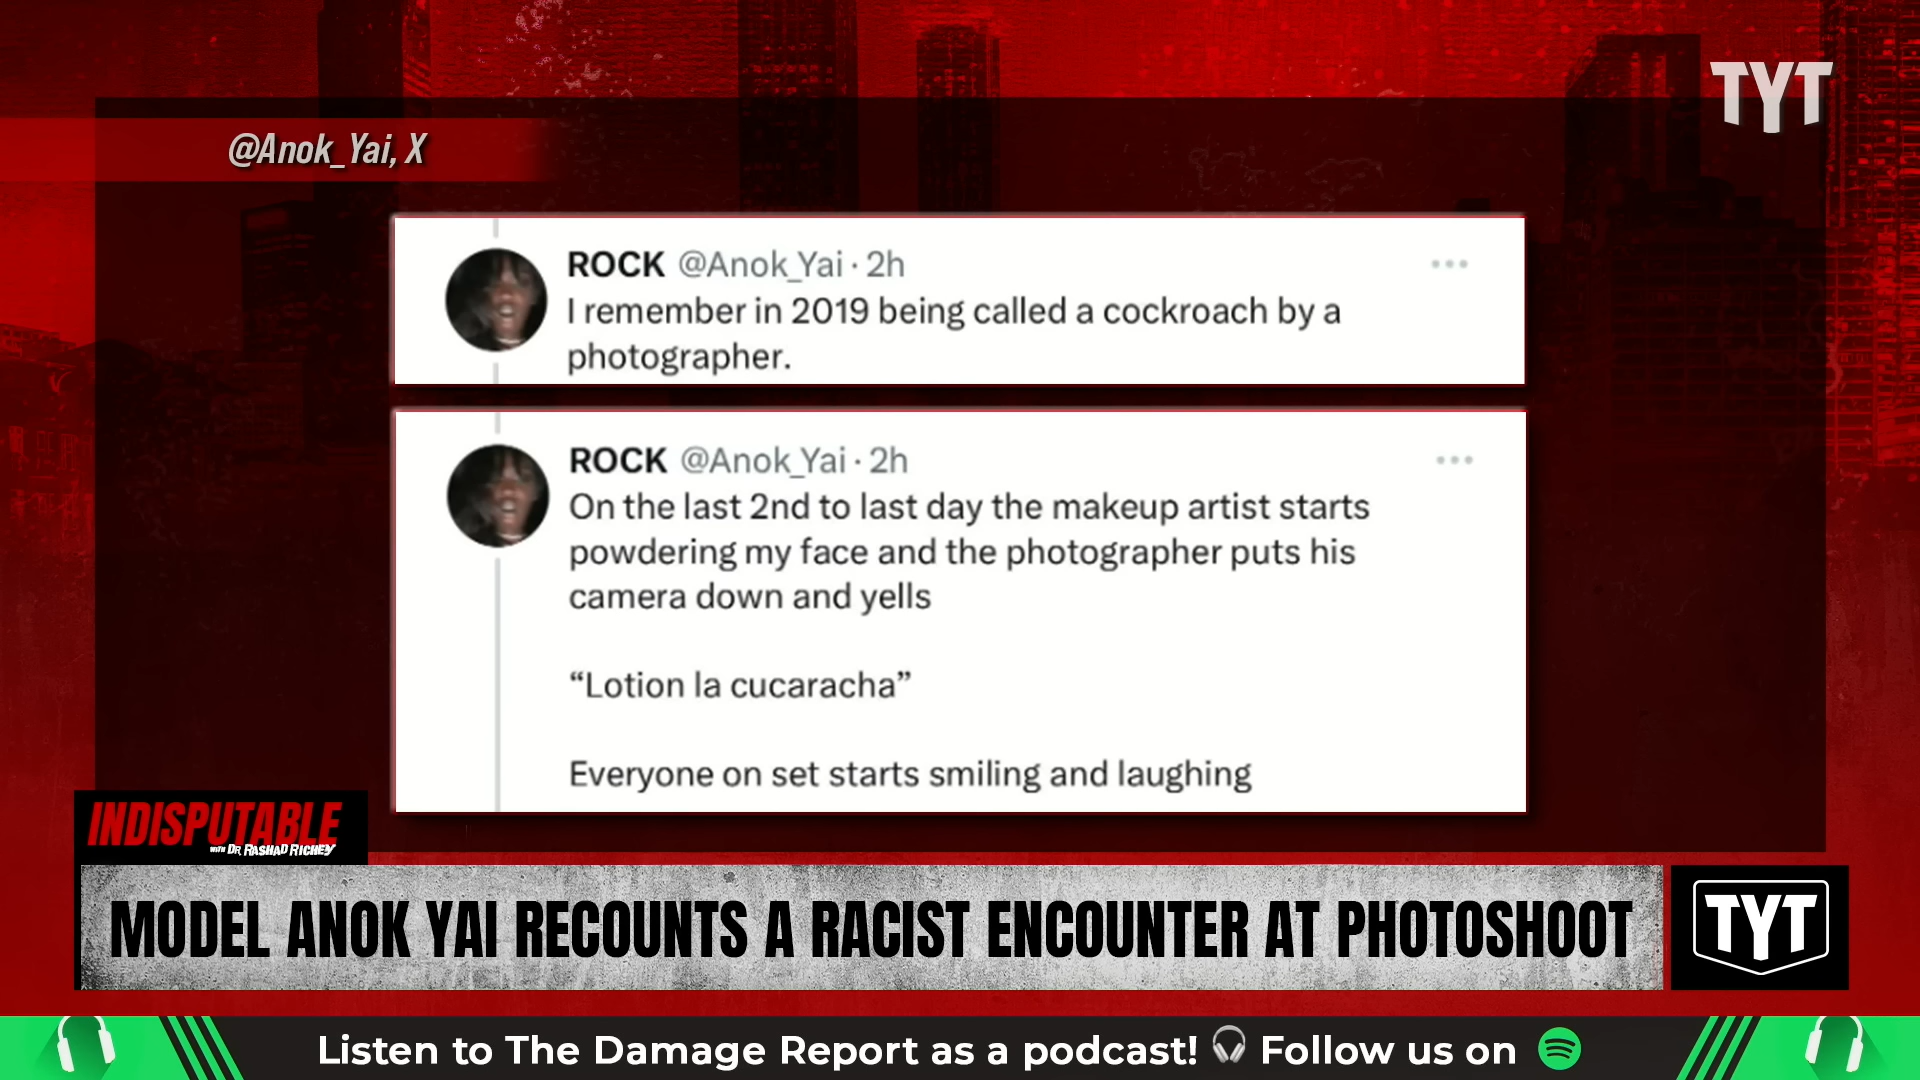 TYT
@Anok_Yai, X
ROCK @Anok_Yai · 2h
I remember in 2019 being called a cockroach by a
photographer.
ROCK @Anok_Yai · 2h
On the last 2nd to last day the makeup artist starts
powdering my face and the photographer puts his
camera down and yells
“Lotion la cucaracha”
Everyone on set starts smiling and laughing
INDISPUTABLE
WITH DR RASHAD RICHEY
MODEL ANOK YAI RECOUNTS A RACIST ENCOUNTER AT PHOTOSHOOT
TYT
Listen to The Damage Report as a podcast! 🎧 Follow us on